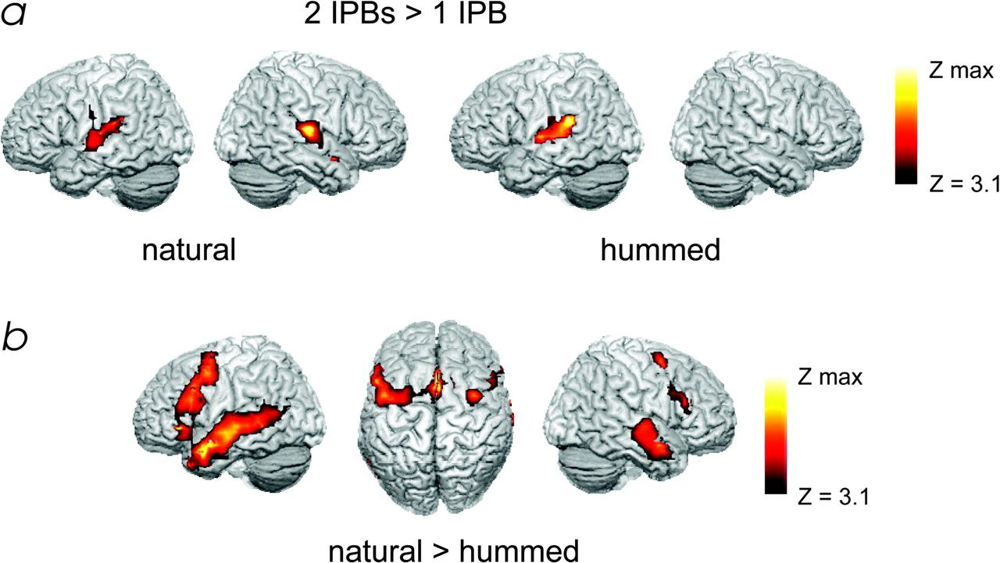 a
2 IPBs > 1 IPB
Z max
Z = 3.1
natural
hummed
b
Z max
Z = 3.1
natural > hummed